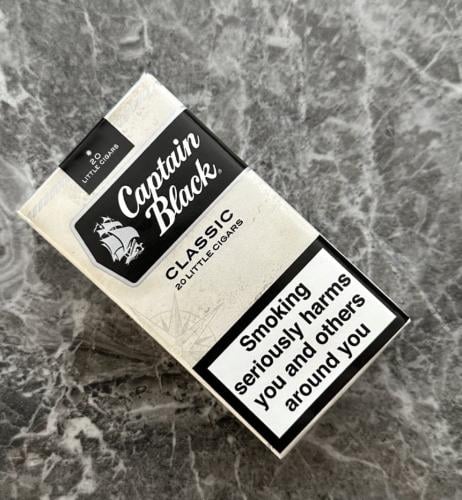 20
LITTLE CIGARS
Captain
Black®
CLASSIC
20 LITTLE CIGARS
Smoking
seriously harms
you and others
around you